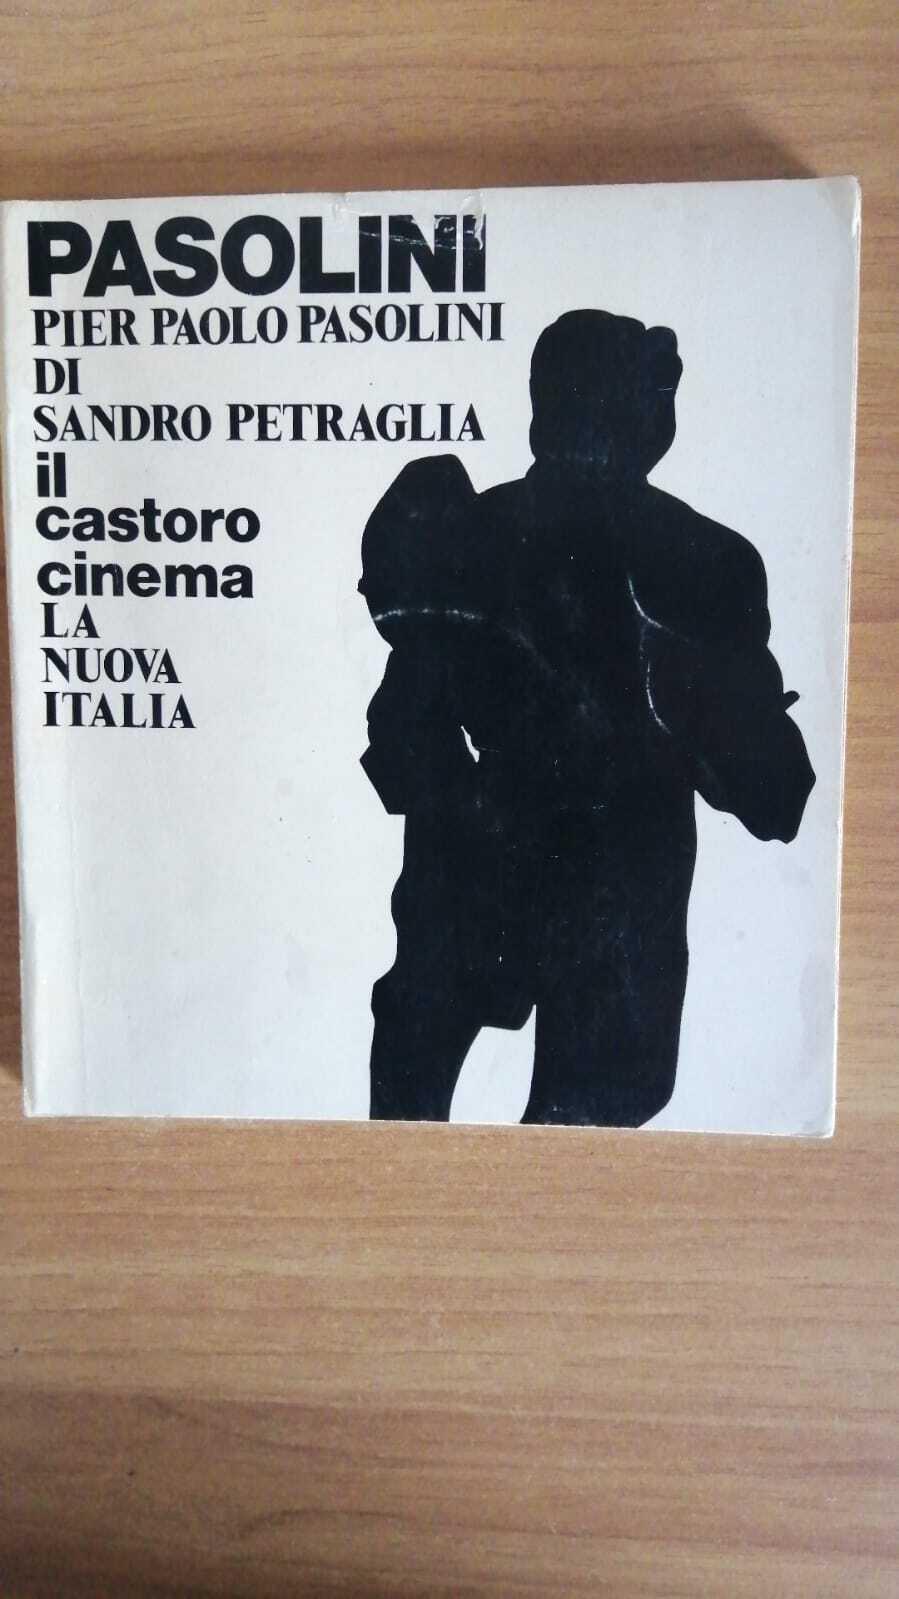 PASOLINI
PIER PAOLO PASOLINI
DI
SANDRO PETRAGLIA
il
castoro
cinema
LA
NUOVA
ITALIA